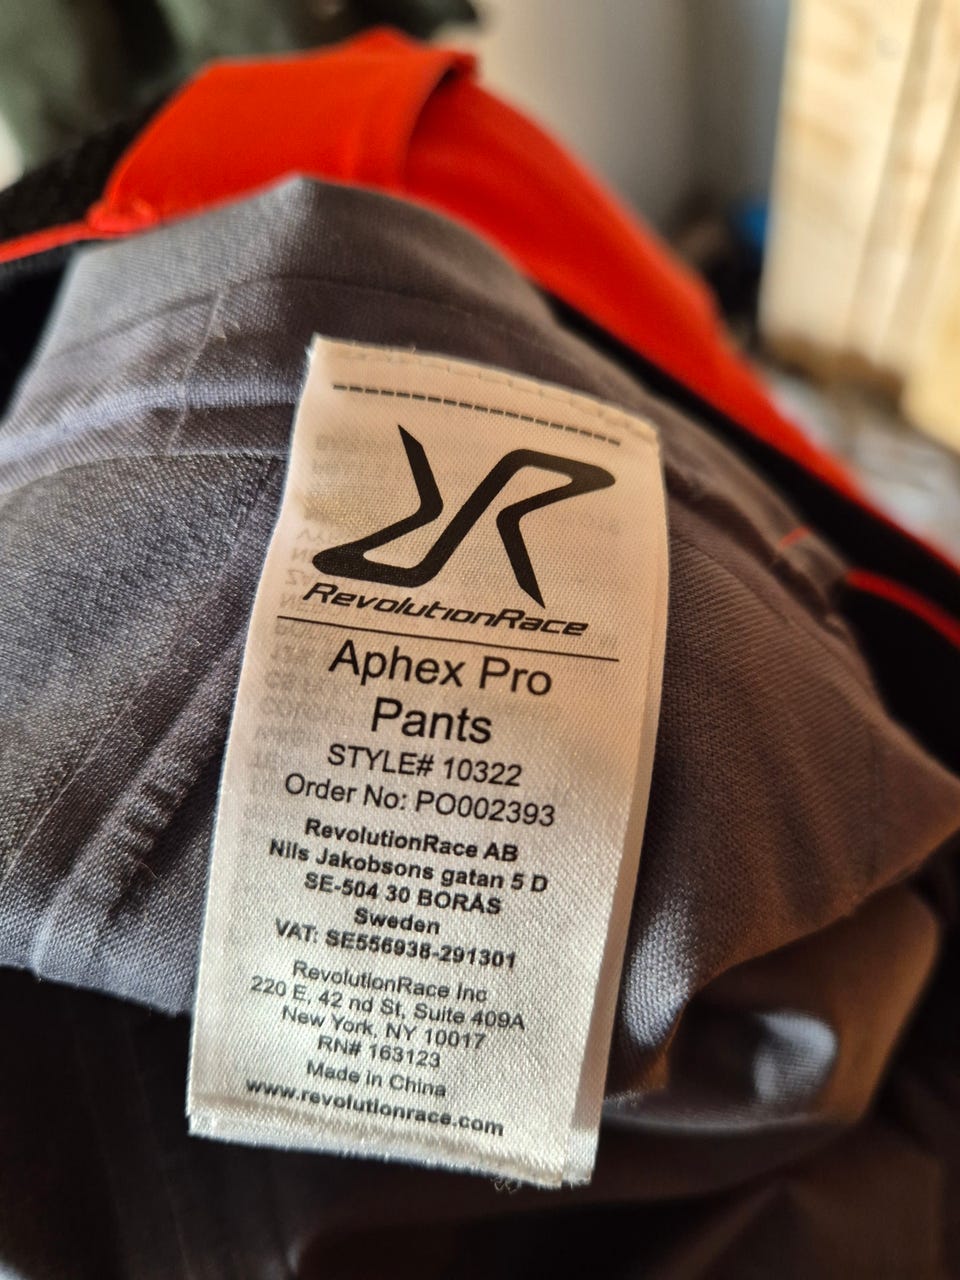 RevolutionRace
Aphex Pro
Pants
STYLE# 10322
Order No: PO002393
RevolutionRace AB
Nils Jakobsons gatan 5 D
SE-504 30 BORÅS
Sweden
VAT: SE556938-291301
RevolutionRace Inc
220 E, 42 nd St, Suite 409A
New York, NY 10017
RN# 163123
Made in China
www.revolutionrace.com